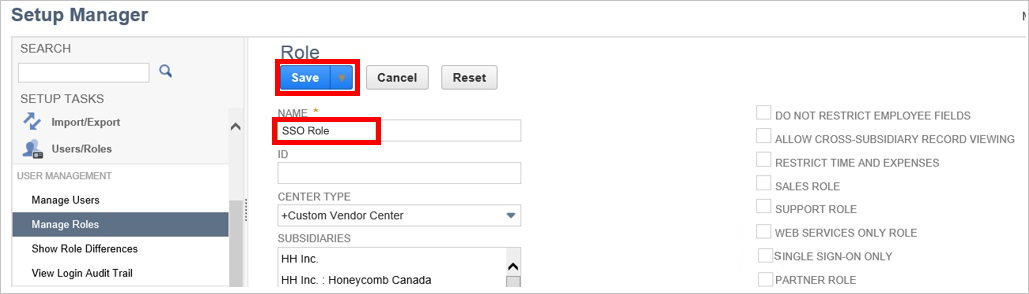 Setup Manager
SEARCH
SETUP TASKS
Import/Export
Users/Roles
USER MANAGEMENT
Manage Users
Manage Roles
Show Role Differences
View Login Audit Trail
Role
Save
Cancel
Reset
NAME *
SSO Role
ID
CENTER TYPE
+Custom Vendor Center
SUBSIDIARIES
HH Inc.
HH Inc. : Honeycomb Canada
DO NOT RESTRICT EMPLOYEE FIELDS
ALLOW CROSS-SUBSIDIARY RECORD VIEWING
RESTRICT TIME AND EXPENSES
SALES ROLE
SUPPORT ROLE
WEB SERVICES ONLY ROLE
SINGLE SIGN-ON ONLY
PARTNER ROLE